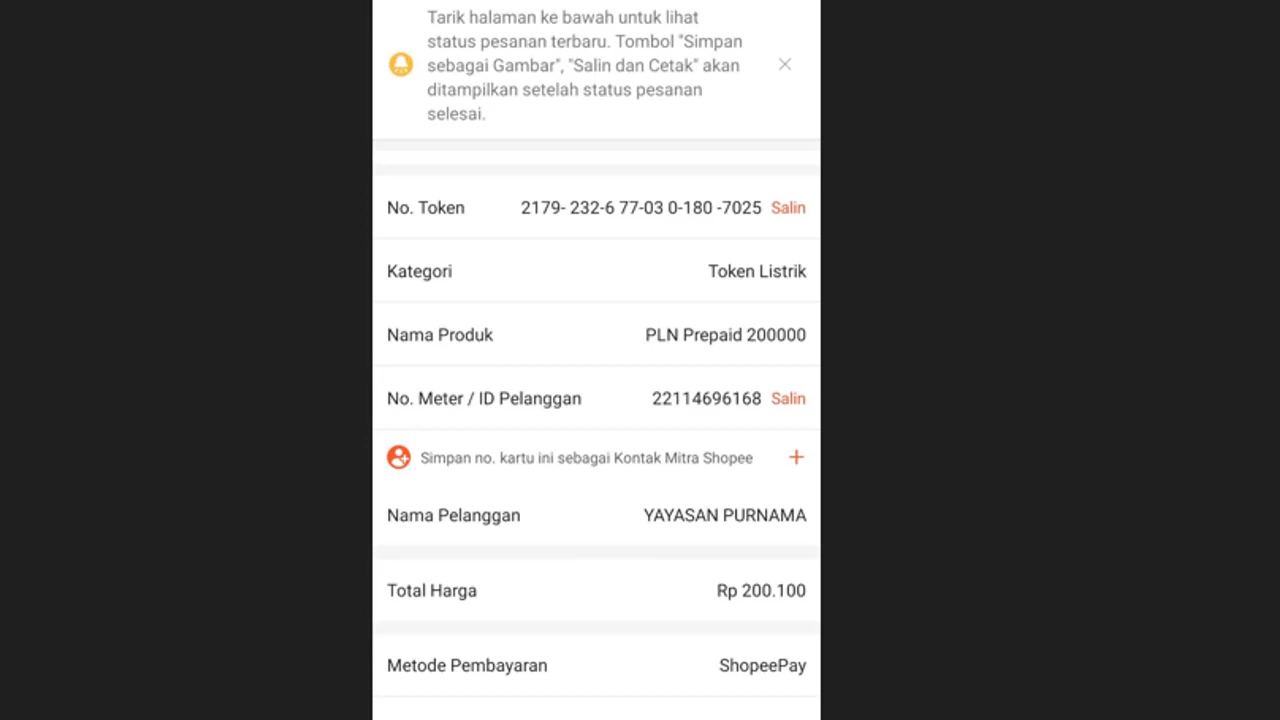 Tarik halaman ke bawah untuk lihat
status pesanan terbaru. Tombol "Simpan
sebagai Gambar", "Salin dan Cetak" akan
ditampilkan setelah status pesanan
selesai.
No. Token 2179- 232-6 77-03 0-180 -7025 Salin
Kategori Token Listrik
Nama Produk PLN Prepaid 200000
No. Meter / ID Pelanggan 22114696168 Salin
Simpan no. kartu ini sebagai Kontak Mitra Shopee
Nama Pelanggan YAYASAN PURNAMA
Total Harga Rp 200.100
Metode Pembayaran ShopeePay